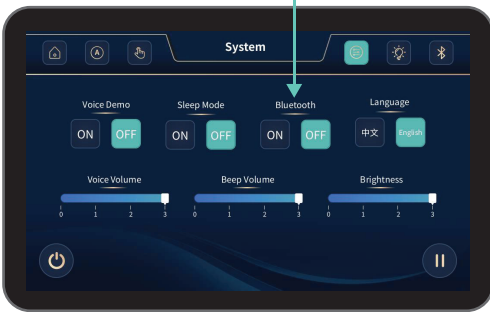 A
System
Voice Demo
Sleep Mode
Bluetooth
Language
ON OFF
ON OFF
ON OFF
中文 English
Voice Volume
Beep Volume
Brightness
0 1 2 3
0 1 2 3
0 1 2 3